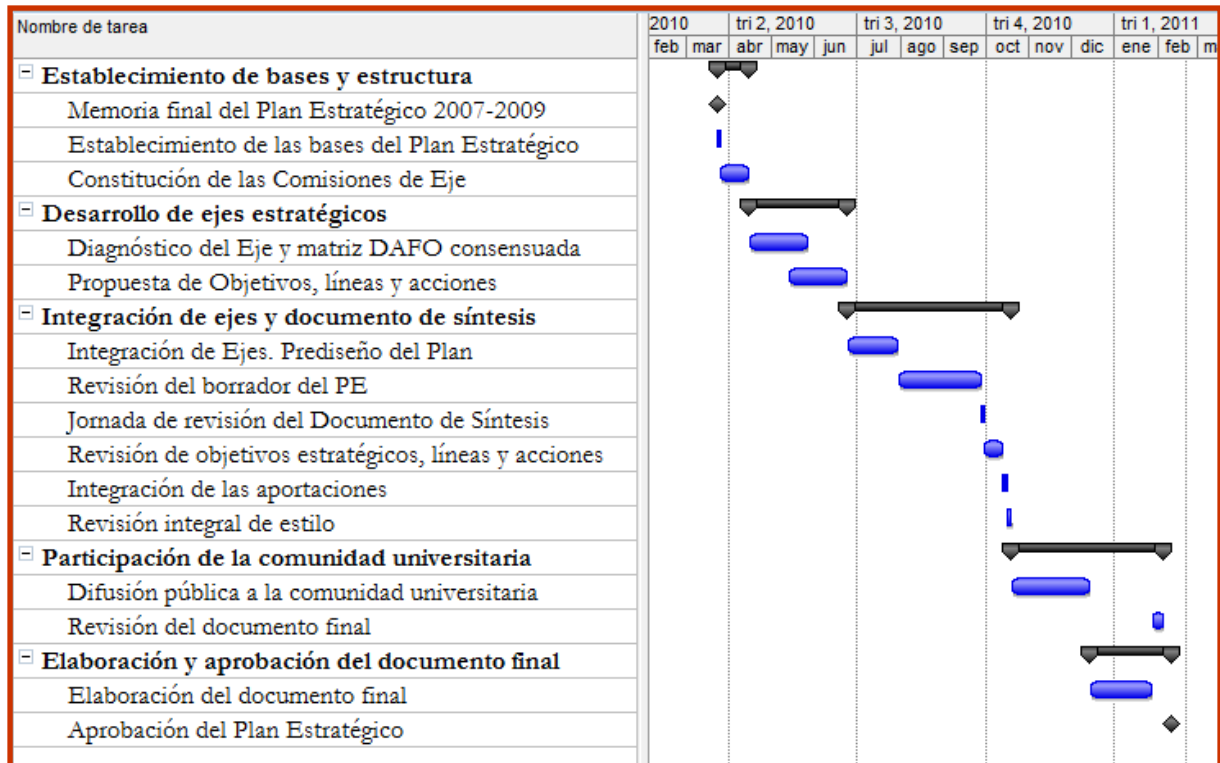 Nombre de tarea
2010 tri 2, 2010 tri 3, 2010 tri 4, 2010 tri 1, 2011
feb mar abr may jun jul ago sep oct nov dic ene feb m
Establecimiento de bases y estructura
Memoria final del Plan Estratégico 2007-2009
Establecimiento de las bases del Plan Estratégico
Constitución de las Comisiones de Eje
Desarrollo de ejes estratégicos
Diagnóstico del Eje y matriz DAFO consensuada
Propuesta de Objetivos, líneas y acciones
Integración de ejes y documento de síntesis
Integración de Ejes. Prediseño del Plan
Revisión del borrador del PE
Jornada de revisión del Documento de Síntesis
Revisión de objetivos estratégicos, líneas y acciones
Integración de las aportaciones
Revisión integral de estilo
Participación de la comunidad universitaria
Difusión pública a la comunidad universitaria
Revisión del documento final
Elaboración y aprobación del documento final
Elaboración del documento final
Aprobación del Plan Estratégico